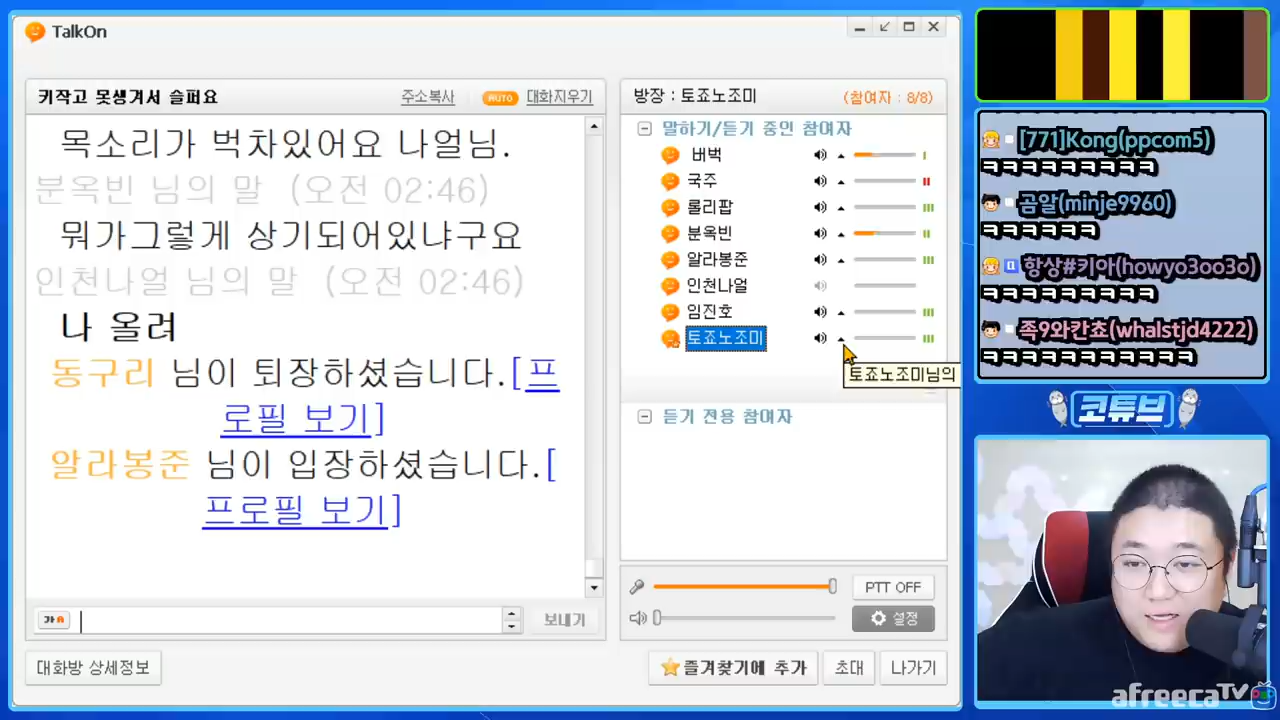 TalkOn
키작고 못생겨서 슬퍼요
주소복사
AUTO 대화지우기
목소리가 벅차있어요 나얼님.
분옥빈 님의 말 (오전 02:46)
뭐가그렇게 상기되어있냐구요
인천나얼 님의 말 (오전 02:46)
나 올려
동구리 님이 퇴장하셨습니다.[프
로필 보기]
알라봉준 님이 입장하셨습니다.[
프로필 보기]
가A
보내기
대화방 상세정보
방장 : 토죠노조미
(참여자 : 8/8)
말하기/듣기 중인 참여자
버벅
국주
롤리팝
분옥빈
알라봉준
인천나얼
임진호
토죠노조미
토죠노조미님의
듣기 전용 참여자
PTT OFF
설정
즐겨찾기에 추가
초대
나가기
[771]Kong(ppcom5)
ㅋㅋㅋㅋㅋㅋㅋㅋㅋ
곰알(minje9960)
ㅋㅋㅋㅋㅋㅋ
항상#키아(howyo3oo3o)
ㅋㅋㅋㅋㅋㅋㅋㅋㅋ
족9와칸쵸(whalstjd4222)
ㅋㅋㅋㅋㅋㅋㅋㅋㅋㅋㅋ
코튜브
afreecaTV